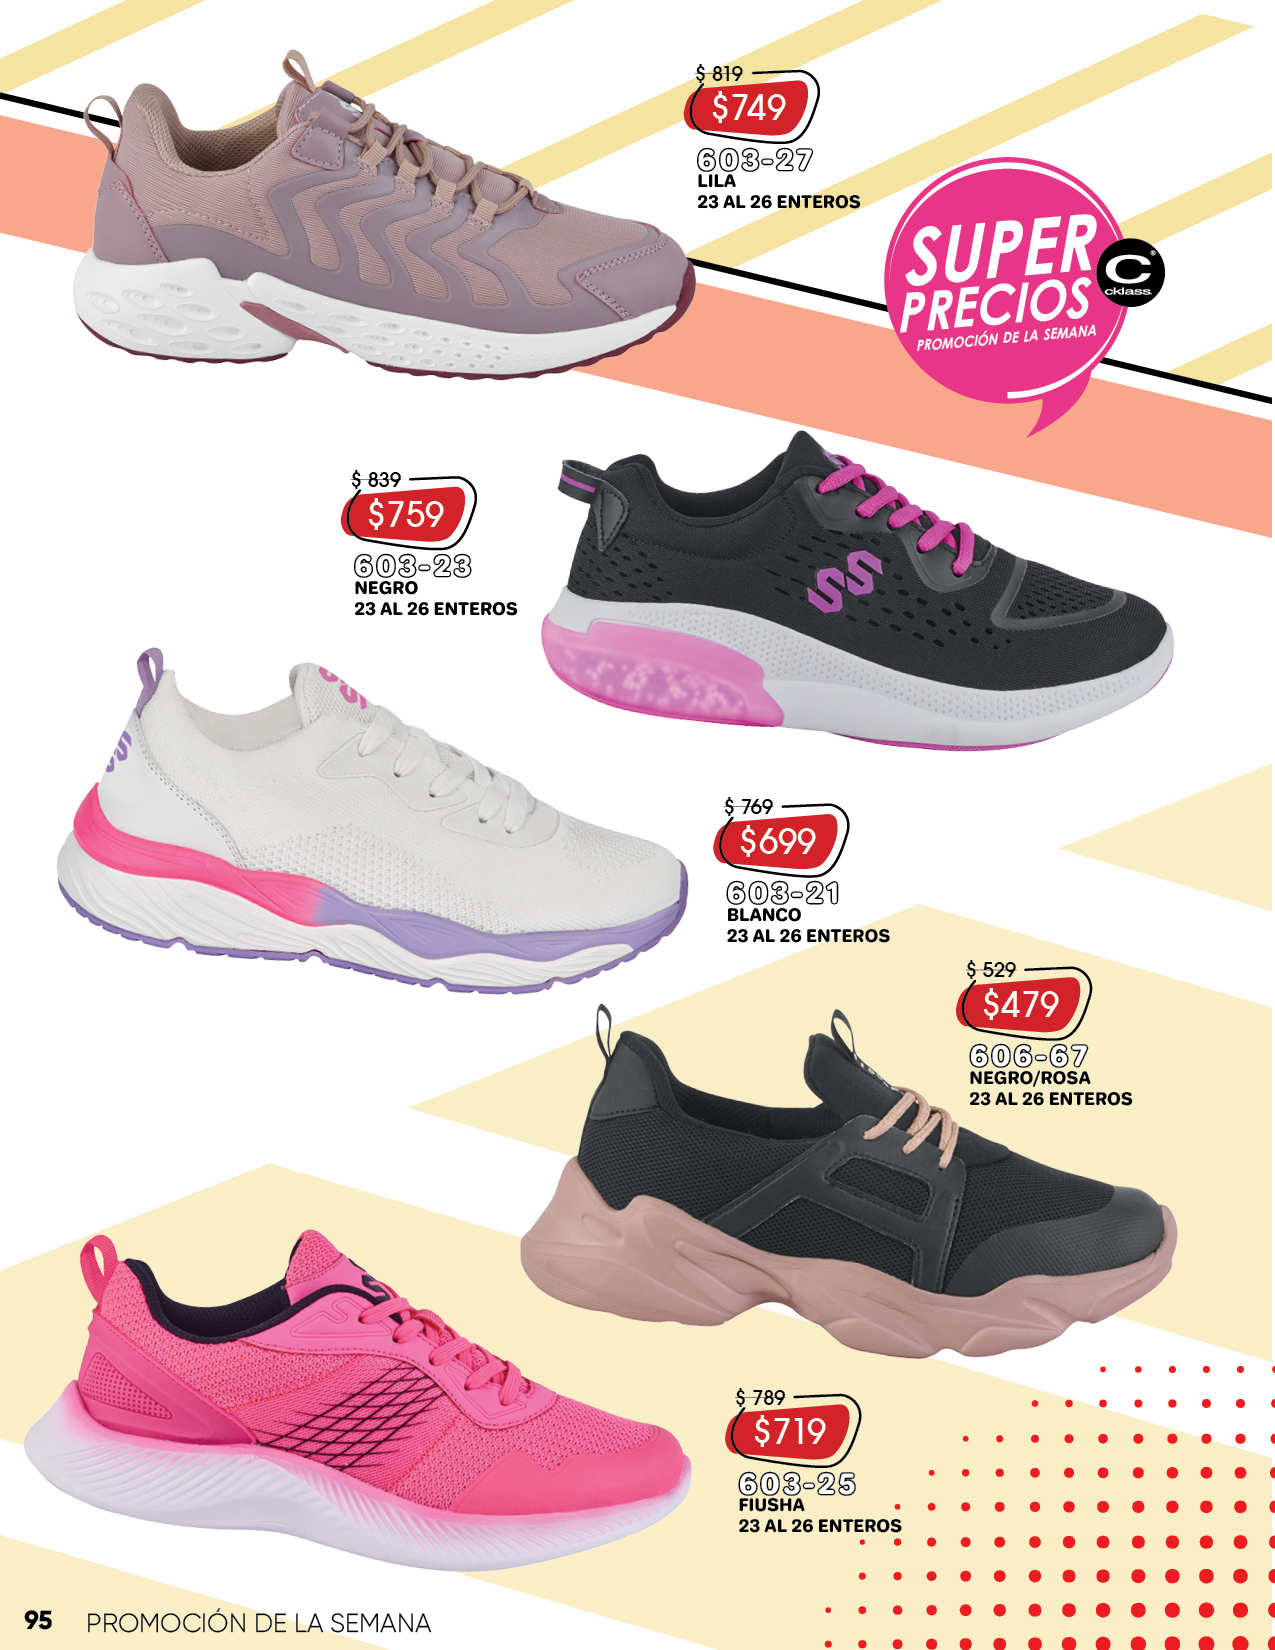 $ 819
$749
603-27
LILA
23 AL 26 ENTEROS
SUPER
PRECIOS
PROMOCIÓN DE LA SEMANA
C
cklass®
$ 839
$759
603-23
NEGRO
23 AL 26 ENTEROS
$ 769
$699
603-21
BLANCO
23 AL 26 ENTEROS
$ 529
$479
606-67
NEGRO/ROSA
23 AL 26 ENTEROS
$ 789
$719
603-25
FIUSHA
23 AL 26 ENTEROS
95 PROMOCIÓN DE LA SEMANA